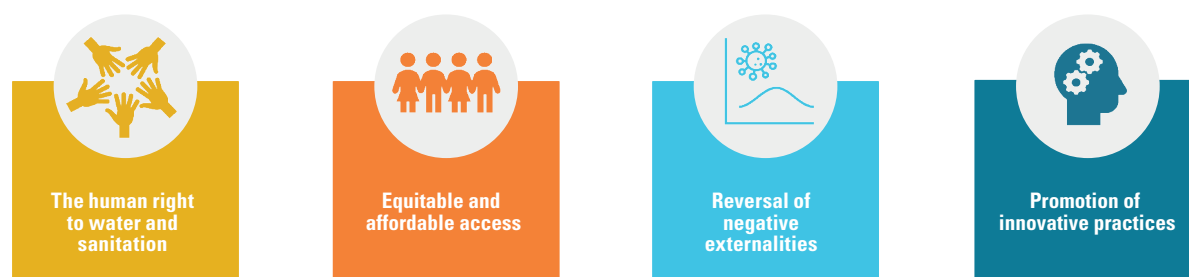 The human right
to water and
sanitation
Equitable and
affordable access
Reversal of
negative
externalities
Promotion of
innovative practices